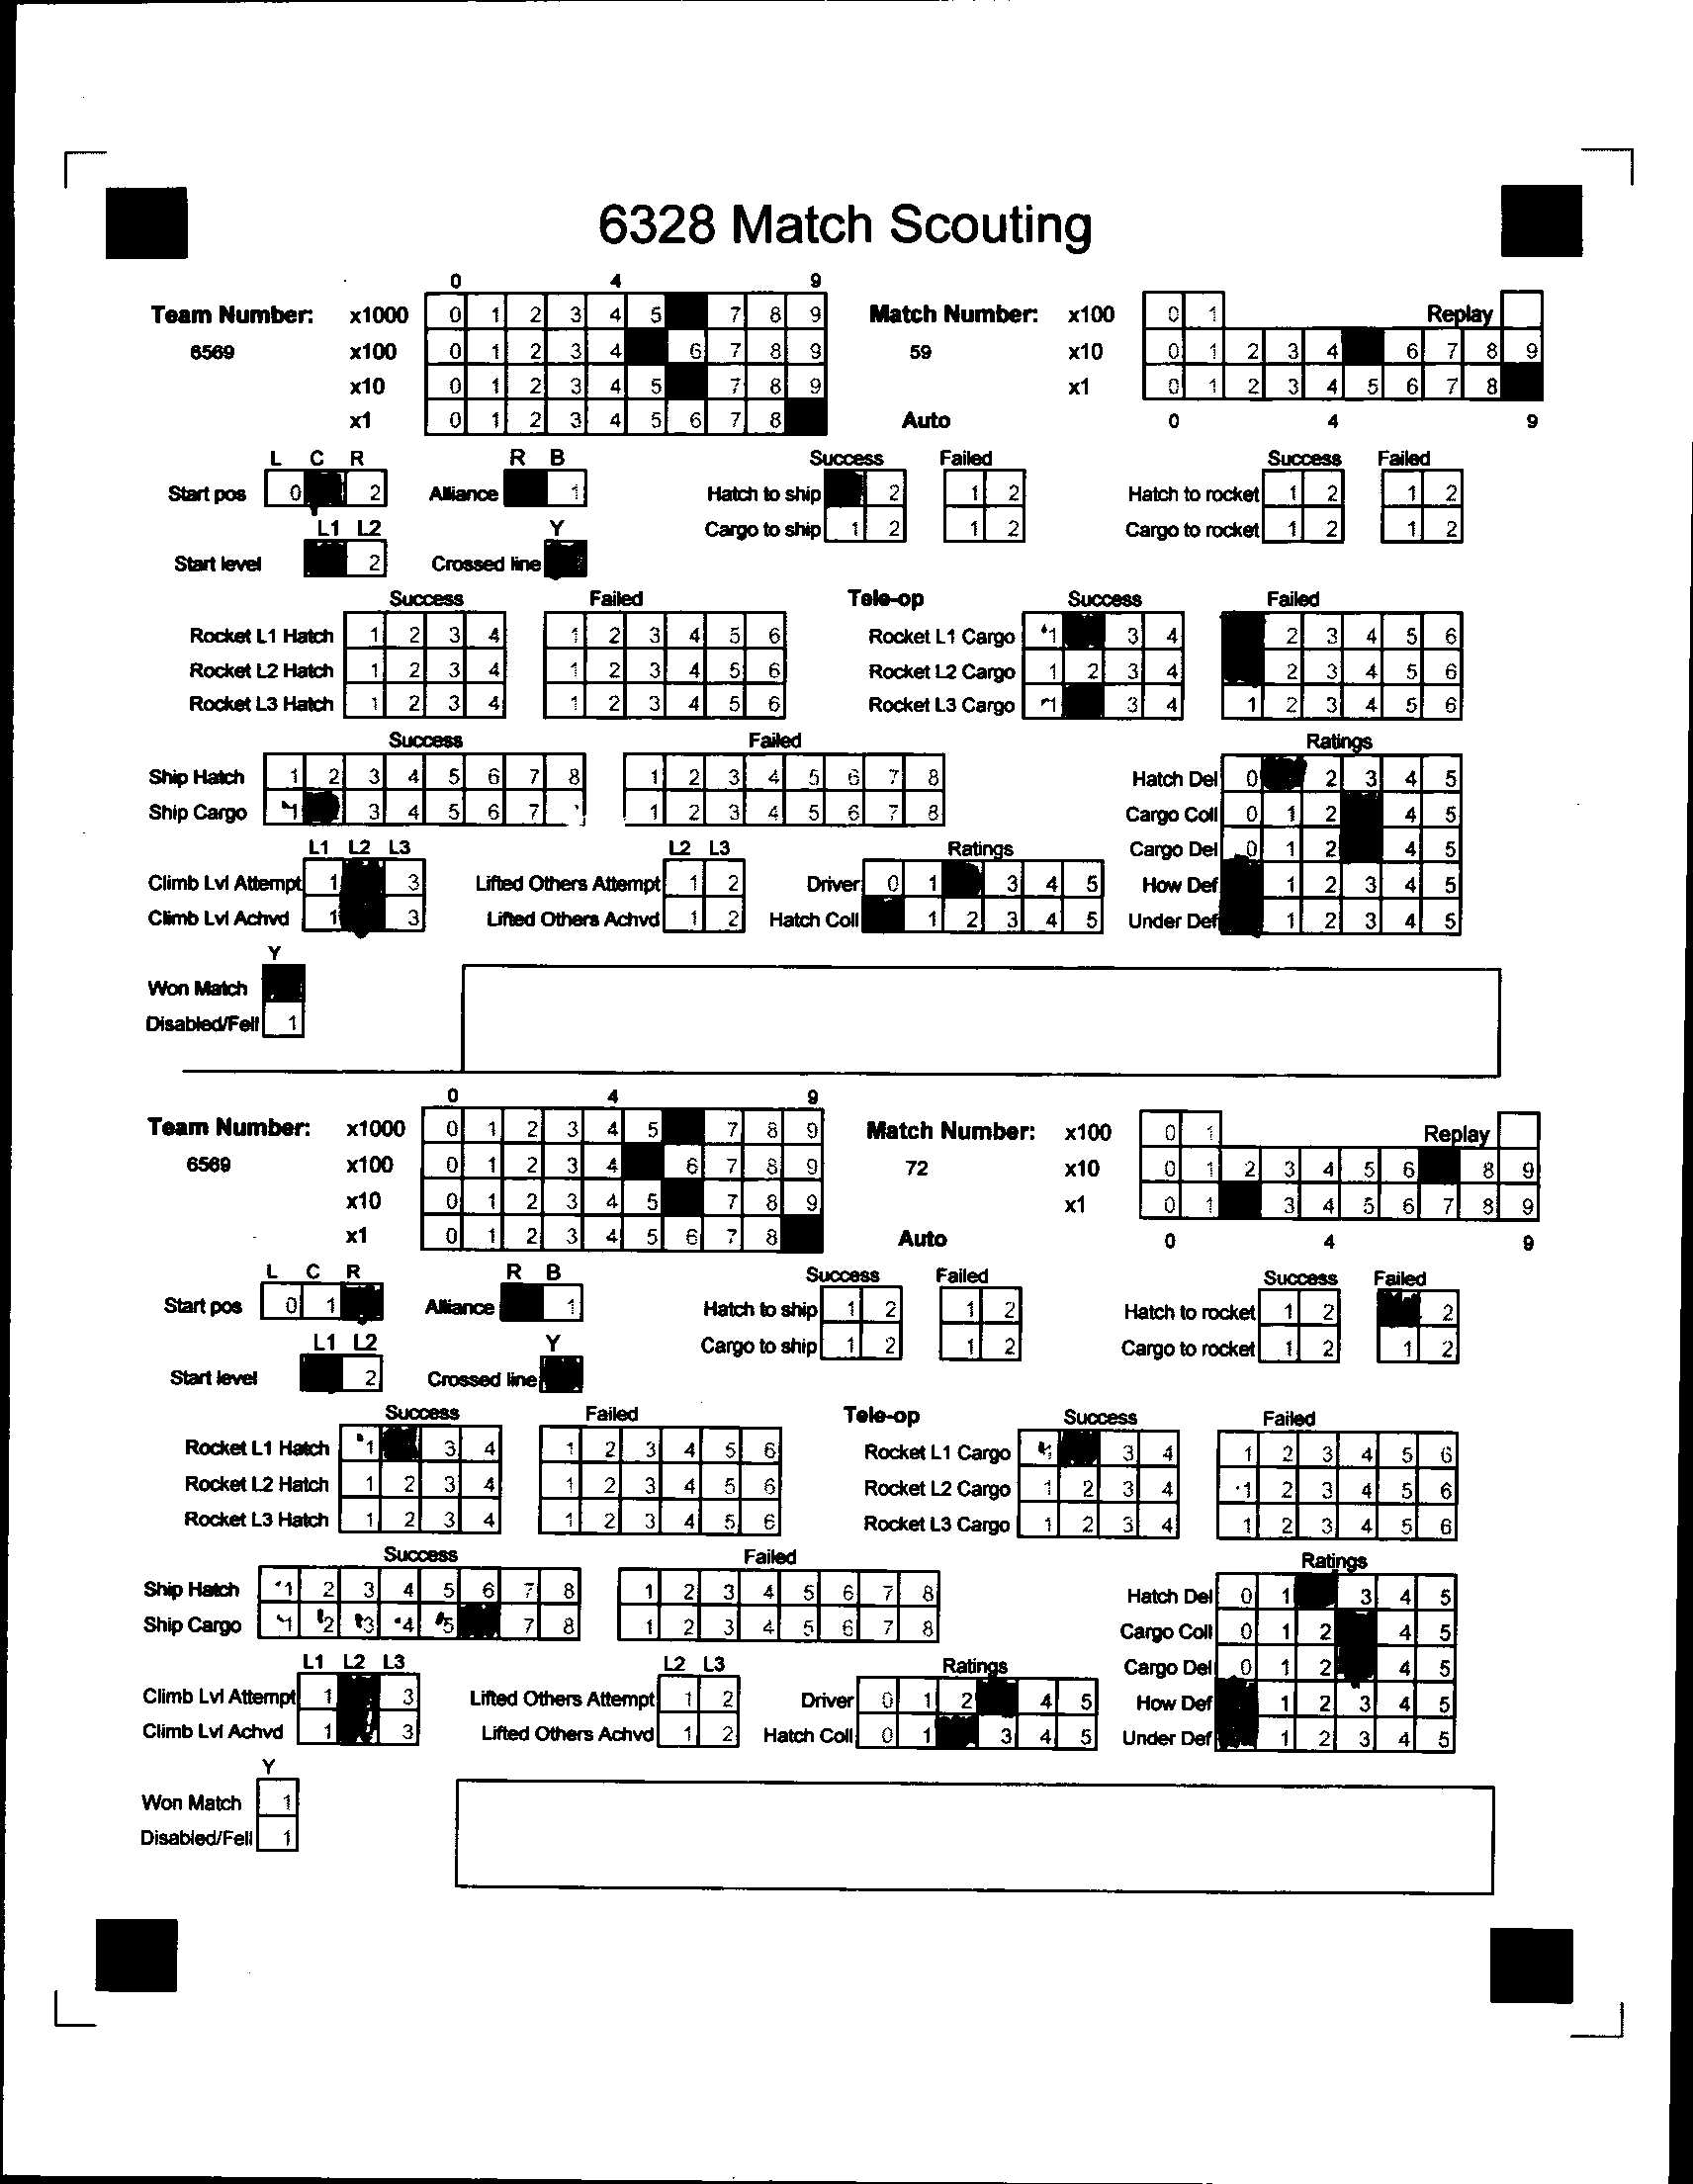 6328 Match Scouting
0 4 9
Team Number: x1000 0 1 2 3 4 5 7 8 9 Match Number: x100 0 1 Replay
6569 x100 0 1 2 3 4 6 7 8 9 59 x10 0 1 2 3 4 6 7 8 9
x10 0 1 2 3 4 5 7 8 9 x1 0 1 2 3 4 5 6 7 8
x1 0 1 2 3 4 5 6 7 8 Auto 0 4 9
L C R R B Success Failed Success Failed
Start pos 0 2 Alliance 1 Hatch to ship 2 1 2 Hatch to rocket 1 2 1 2
L1 L2 Y Cargo to ship 1 2 1 2 Cargo to rocket 1 2 1 2
Start level 2 Crossed line
Success Failed Tele-op Success Failed
Rocket L1 Hatch 1 2 3 4 1 2 3 4 5 6 Rocket L1 Cargo 1 3 4 2 3 4 5 6
Rocket L2 Hatch 1 2 3 4 1 2 3 4 5 6 Rocket L2 Cargo 1 2 3 4 2 3 4 5 6
Rocket L3 Hatch 1 2 3 4 1 2 3 4 5 6 Rocket L3 Cargo 1 3 4 1 2 3 4 5 6
Success Failed Ratings
Ship Hatch 1 2 3 4 5 6 7 8 1 2 3 4 5 6 7 8 Hatch Del 0 2 3 4 5
Ship Cargo 1 3 4 5 6 7 1 2 3 4 5 6 7 8 Cargo Coll 0 1 2 4 5
L1 L2 L3 L2 L3 Ratings Cargo Del 0 1 2 4 5
Climb Lvl Attempt 1 3 Lifted Others Attempt 1 2 Driver 0 1 3 4 5 How Def 1 2 3 4 5
Climb Lvl Achvd 1 3 Lifted Others Achvd 1 2 Hatch Coll 1 2 3 4 5 Under Def 1 2 3 4 5
Y
Won Match
Disabled/Fell 1
0 4 9
Team Number: x1000 0 1 2 3 4 5 7 8 9 Match Number: x100 0 1 Replay
6569 x100 0 1 2 3 4 6 7 8 9 72 x10 0 1 2 3 4 5 6 8 9
x10 0 1 2 3 4 5 7 8 9 x1 0 1 3 4 5 6 7 8 9
x1 0 1 2 3 4 5 6 7 8 Auto 0 4 9
L C R R B Success Failed Success Failed
Start pos 0 1 Alliance 1 Hatch to ship 1 2 1 2 Hatch to rocket 1 2 2
L1 L2 Y Cargo to ship 1 2 1 2 Cargo to rocket 1 2 1 2
Start level 2 Crossed line
Success Failed Tele-op Success Failed
Rocket L1 Hatch 1 3 4 1 2 3 4 5 6 Rocket L1 Cargo 1 3 4 1 2 3 4 5 6
Rocket L2 Hatch 1 2 3 4 1 2 3 4 5 6 Rocket L2 Cargo 1 2 3 4 1 2 3 4 5 6
Rocket L3 Hatch 1 2 3 4 1 2 3 4 5 6 Rocket L3 Cargo 1 2 3 4 1 2 3 4 5 6
Success Failed Ratings
Ship Hatch 1 2 3 4 5 6 7 8 1 2 3 4 5 6 7 8 Hatch Del 0 1 3 4 5
Ship Cargo 1 2 3 4 5 7 8 1 2 3 4 5 6 7 8 Cargo Coll 0 1 2 4 5
L1 L2 L3 L2 L3 Ratings Cargo Del 0 1 2 4 5
Climb Lvl Attempt 1 3 Lifted Others Attempt 1 2 Driver 0 1 2 4 5 How Def 1 2 3 4 5
Climb Lvl Achvd 1 3 Lifted Others Achvd 1 2 Hatch Coll 0 1 3 4 5 Under Def 1 2 3 4 5
Y
Won Match 1
Disabled/Fell 1